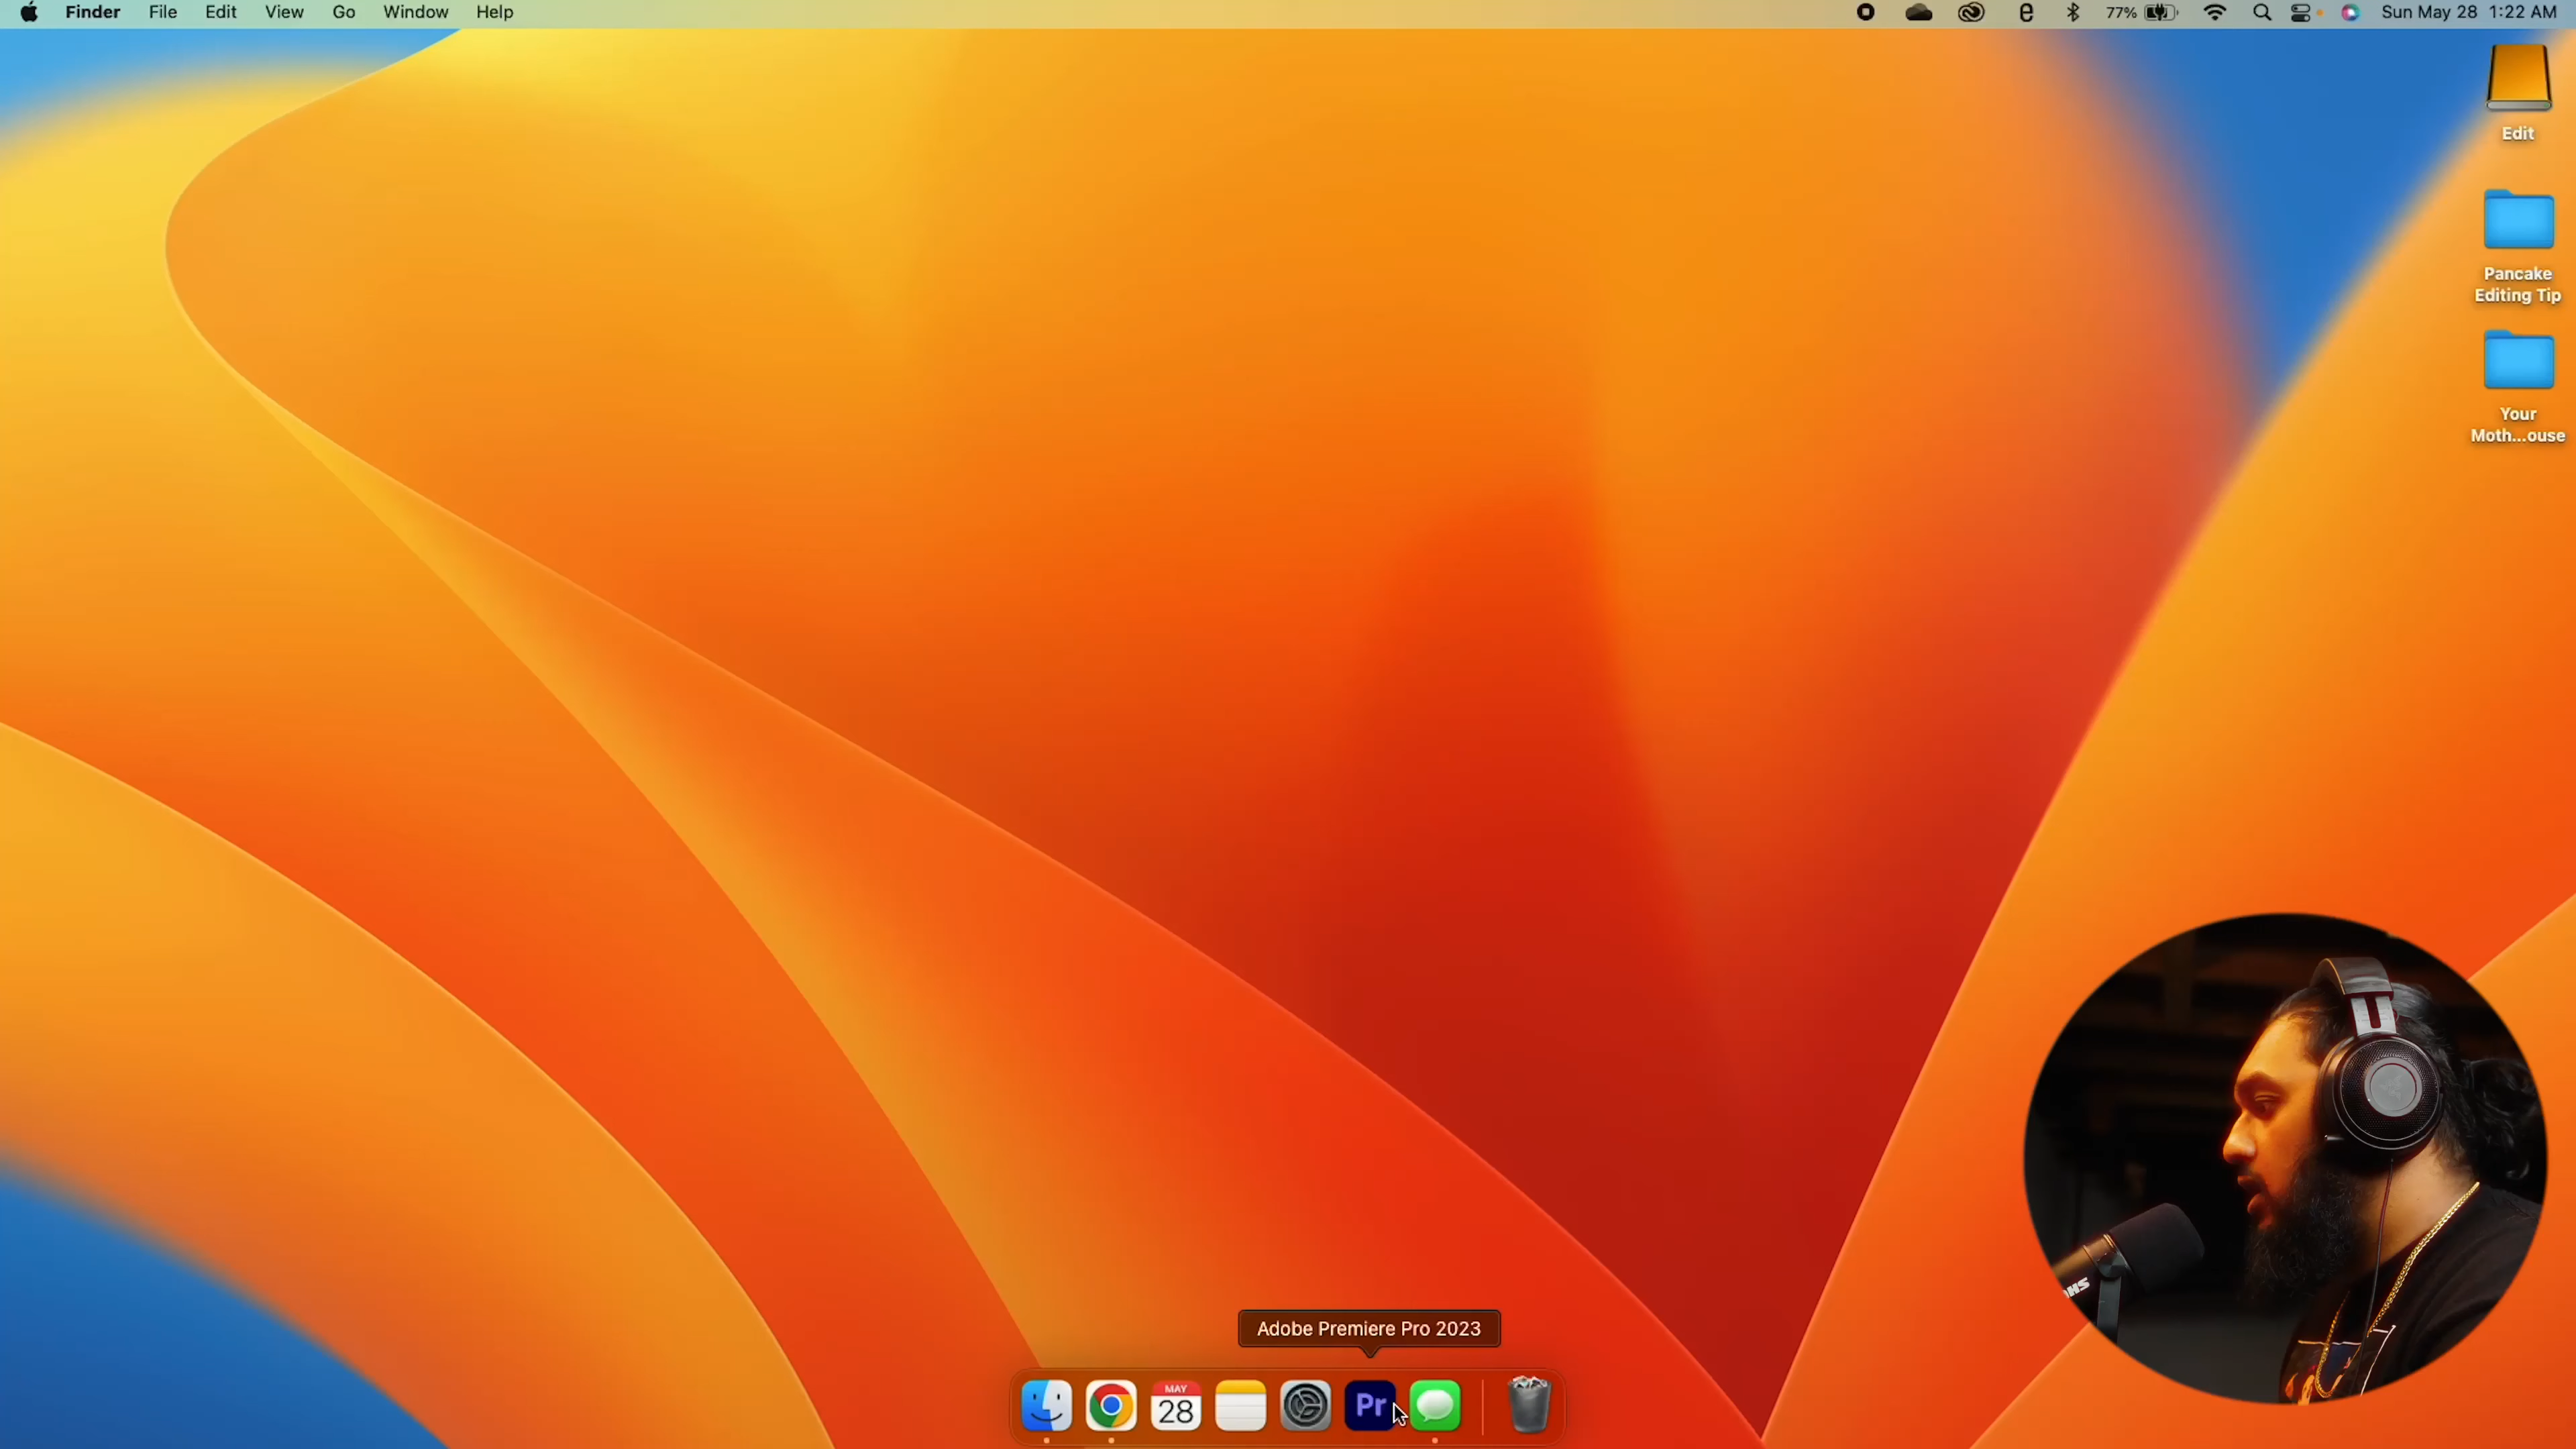 Finder File Edit View Go Window Help 77% Sun May 28 1:22 AM
Edit
Pancake
Editing Tip
Your
Moth...ouse
Adobe Premiere Pro 2023
MAY
28
Pr